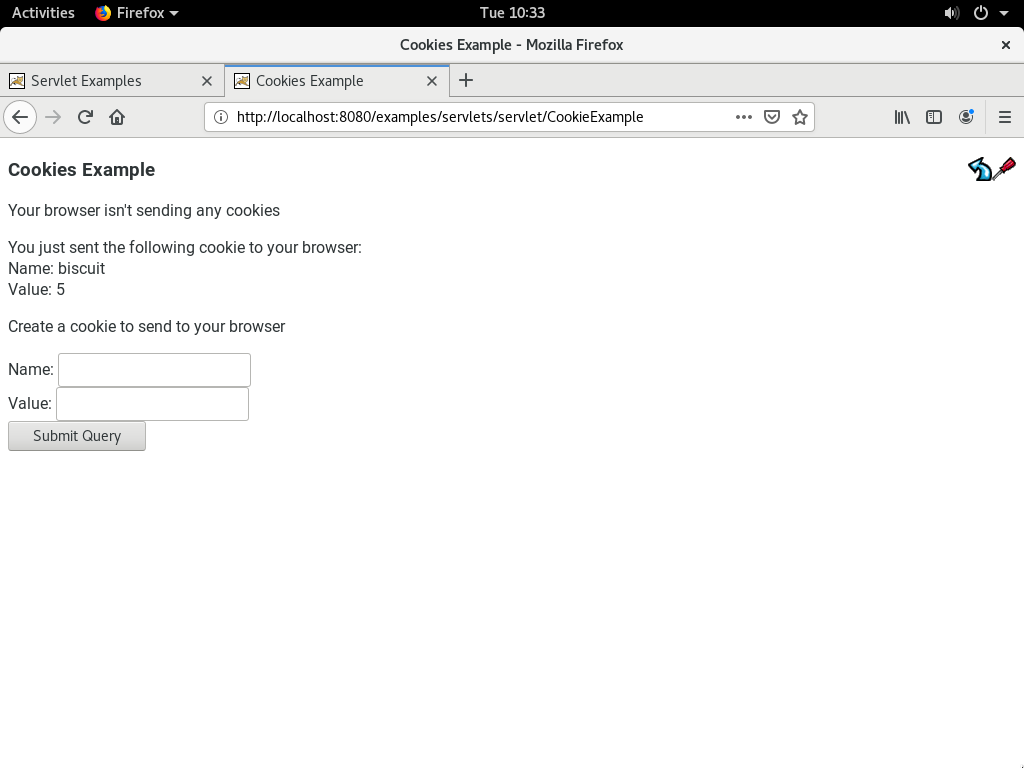 Activities Firefox Tue 10:33
Cookies Example - Mozilla Firefox
Servlet Examples Cookies Example
http://localhost:8080/examples/servlets/servlet/CookieExample
Cookies Example
Your browser isn't sending any cookies
You just sent the following cookie to your browser:
Name: biscuit
Value: 5
Create a cookie to send to your browser
Name:
Value:
Submit Query